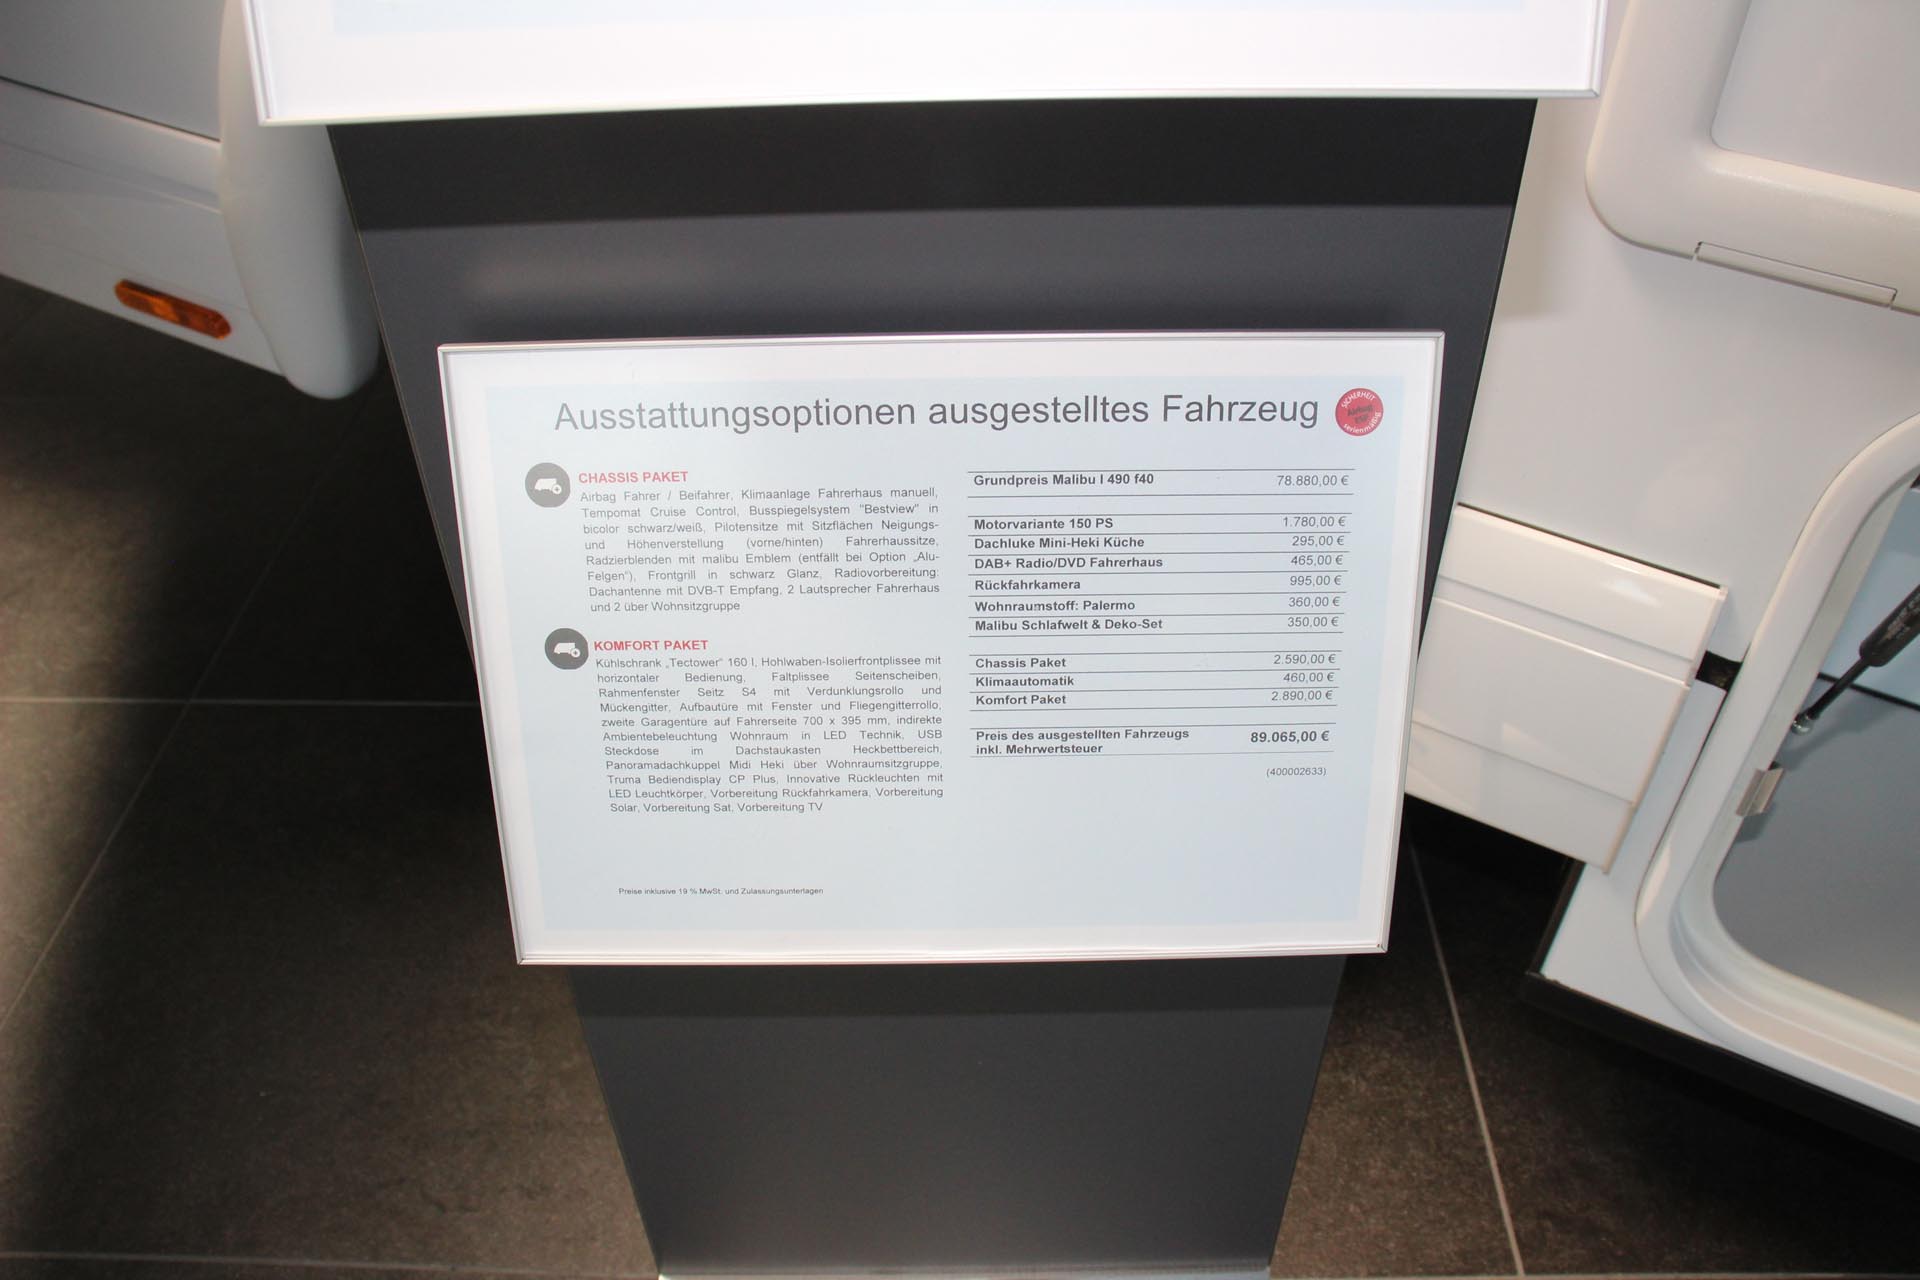 Ausstattungsoptionen ausgestelltes Fahrzeug
SICHERHEIT
Airbag
serienmäßig
CHASSIS PAKET
Airbag Fahrer / Beifahrer, Klimaanlage Fahrerhaus manuell,
Tempomat Cruise Control, Busspiegelsystem "Bestview" in
bicolor schwarz/weiß, Pilotensitze mit Sitzflächen Neigungs-
und Höhenverstellung (vorne/hinten) Fahrerhaussitze,
Radzierblenden mit malibu Emblem (entfällt bei Option „Alu-
Felgen“), Frontgrill in schwarz Glanz, Radiovorbereitung:
Dachantenne mit DVB-T Empfang, 2 Lautsprecher Fahrerhaus
und 2 über Wohnsitzgruppe
KOMFORT PAKET
Kühlschrank „Tectower“ 160 l, Hohlwaben-Isolierfrontplissee mit
horizontaler Bedienung, Faltplissee Seitenscheiben,
Rahmenfenster Seitz S4 mit Verdunklungsrollo und
Mückengitter, Aufbautüre mit Fenster und Fliegengitterrollo,
zweite Garagentüre auf Fahrerseite 700 x 395 mm, indirekte
Ambientebeleuchtung Wohnraum in LED Technik, USB
Steckdose im Dachstaukasten Heckbettbereich,
Panoramadachkuppel Midi Heki über Wohnraumsitzgruppe,
Truma Bediendisplay CP Plus, Innovative Rückleuchten mit
LED Leuchtkörper, Vorbereitung Rückfahrkamera, Vorbereitung
Solar, Vorbereitung Sat, Vorbereitung TV
Grundpreis Malibu I 490 f40 78.880,00 €
Motorvariante 150 PS 1.780,00 €
Dachluke Mini-Heki Küche 295,00 €
DAB+ Radio/DVD Fahrerhaus 465,00 €
Rückfahrkamera 995,00 €
Wohnraumstoff: Palermo 360,00 €
Malibu Schlafwelt & Deko-Set 350,00 €
Chassis Paket 2.590,00 €
Klimaautomatik 460,00 €
Komfort Paket 2.890,00 €
Preis des ausgestellten Fahrzeugs 89.065,00 €
inkl. Mehrwertsteuer
(400002633)
Preise inklusive 19 % MwSt. und Zulassungsunterlagen